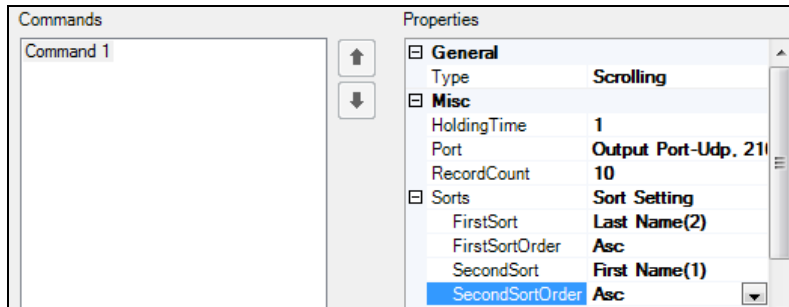 Commands
Properties
Command 1
General
Type Scrolling
Misc
HoldingTime 1
Port Output Port-Udp, 210
RecordCount 10
Sorts Sort Setting
FirstSort Last Name(2)
FirstSortOrder Asc
SecondSort First Name(1)
SecondSortOrder Asc